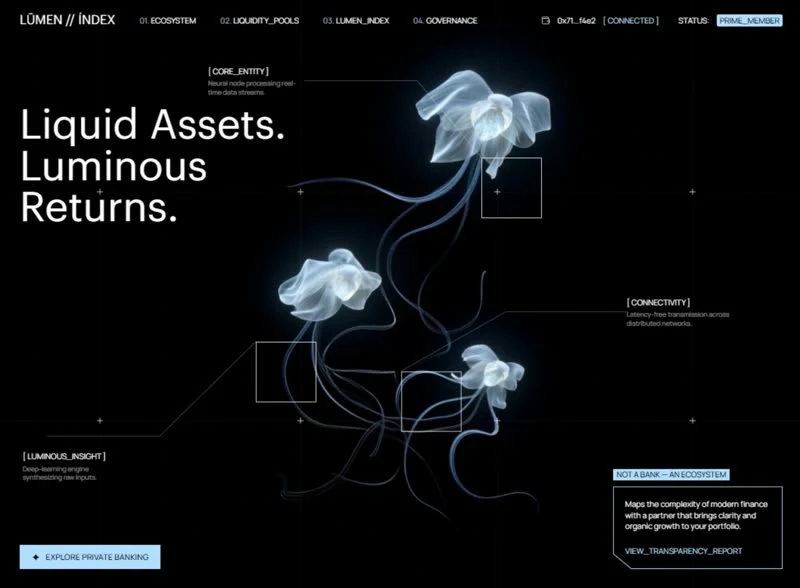 LŪMEN // ÍNDEX
01. ECOSYSTEM
02. LIQUIDITY_POOLS
03. LUMEN_INDEX
04. GOVERNANCE
0x71...f4e2
[ CONNECTED ]
STATUS:
PRIME_MEMBER
[ CORE_ENTITY ]
Neural node processing real-
time data streams.
Liquid Assets.
Luminous
Returns.
[ CONNECTIVITY ]
Latency-free transmission across
distributed networks.
[ LUMINOUS_INSIGHT ]
Deep-learning engine
synthesizing raw inputs
NOT A BANK — AN ECOSYSTEM
Maps the complexity of modern finance
with a partner that brings clarity and
organic growth to your portfolio.
VIEW_TRANSPARENCY_REPORT
EXPLORE PRIVATE BANKING